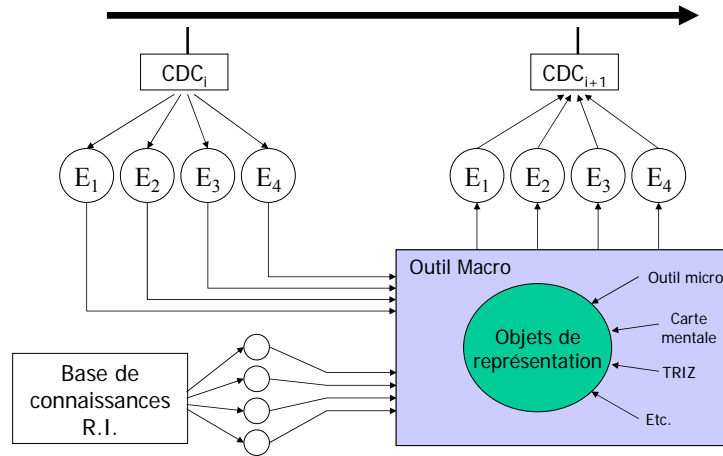 CDCi
CDCi+1
E1 E2 E3 E4
E1 E2 E3 E4
Outil Macro
Outil micro
Carte
mentale
TRIZ
Etc.
Objets de
représentation
Base de
connaissances
R.I.